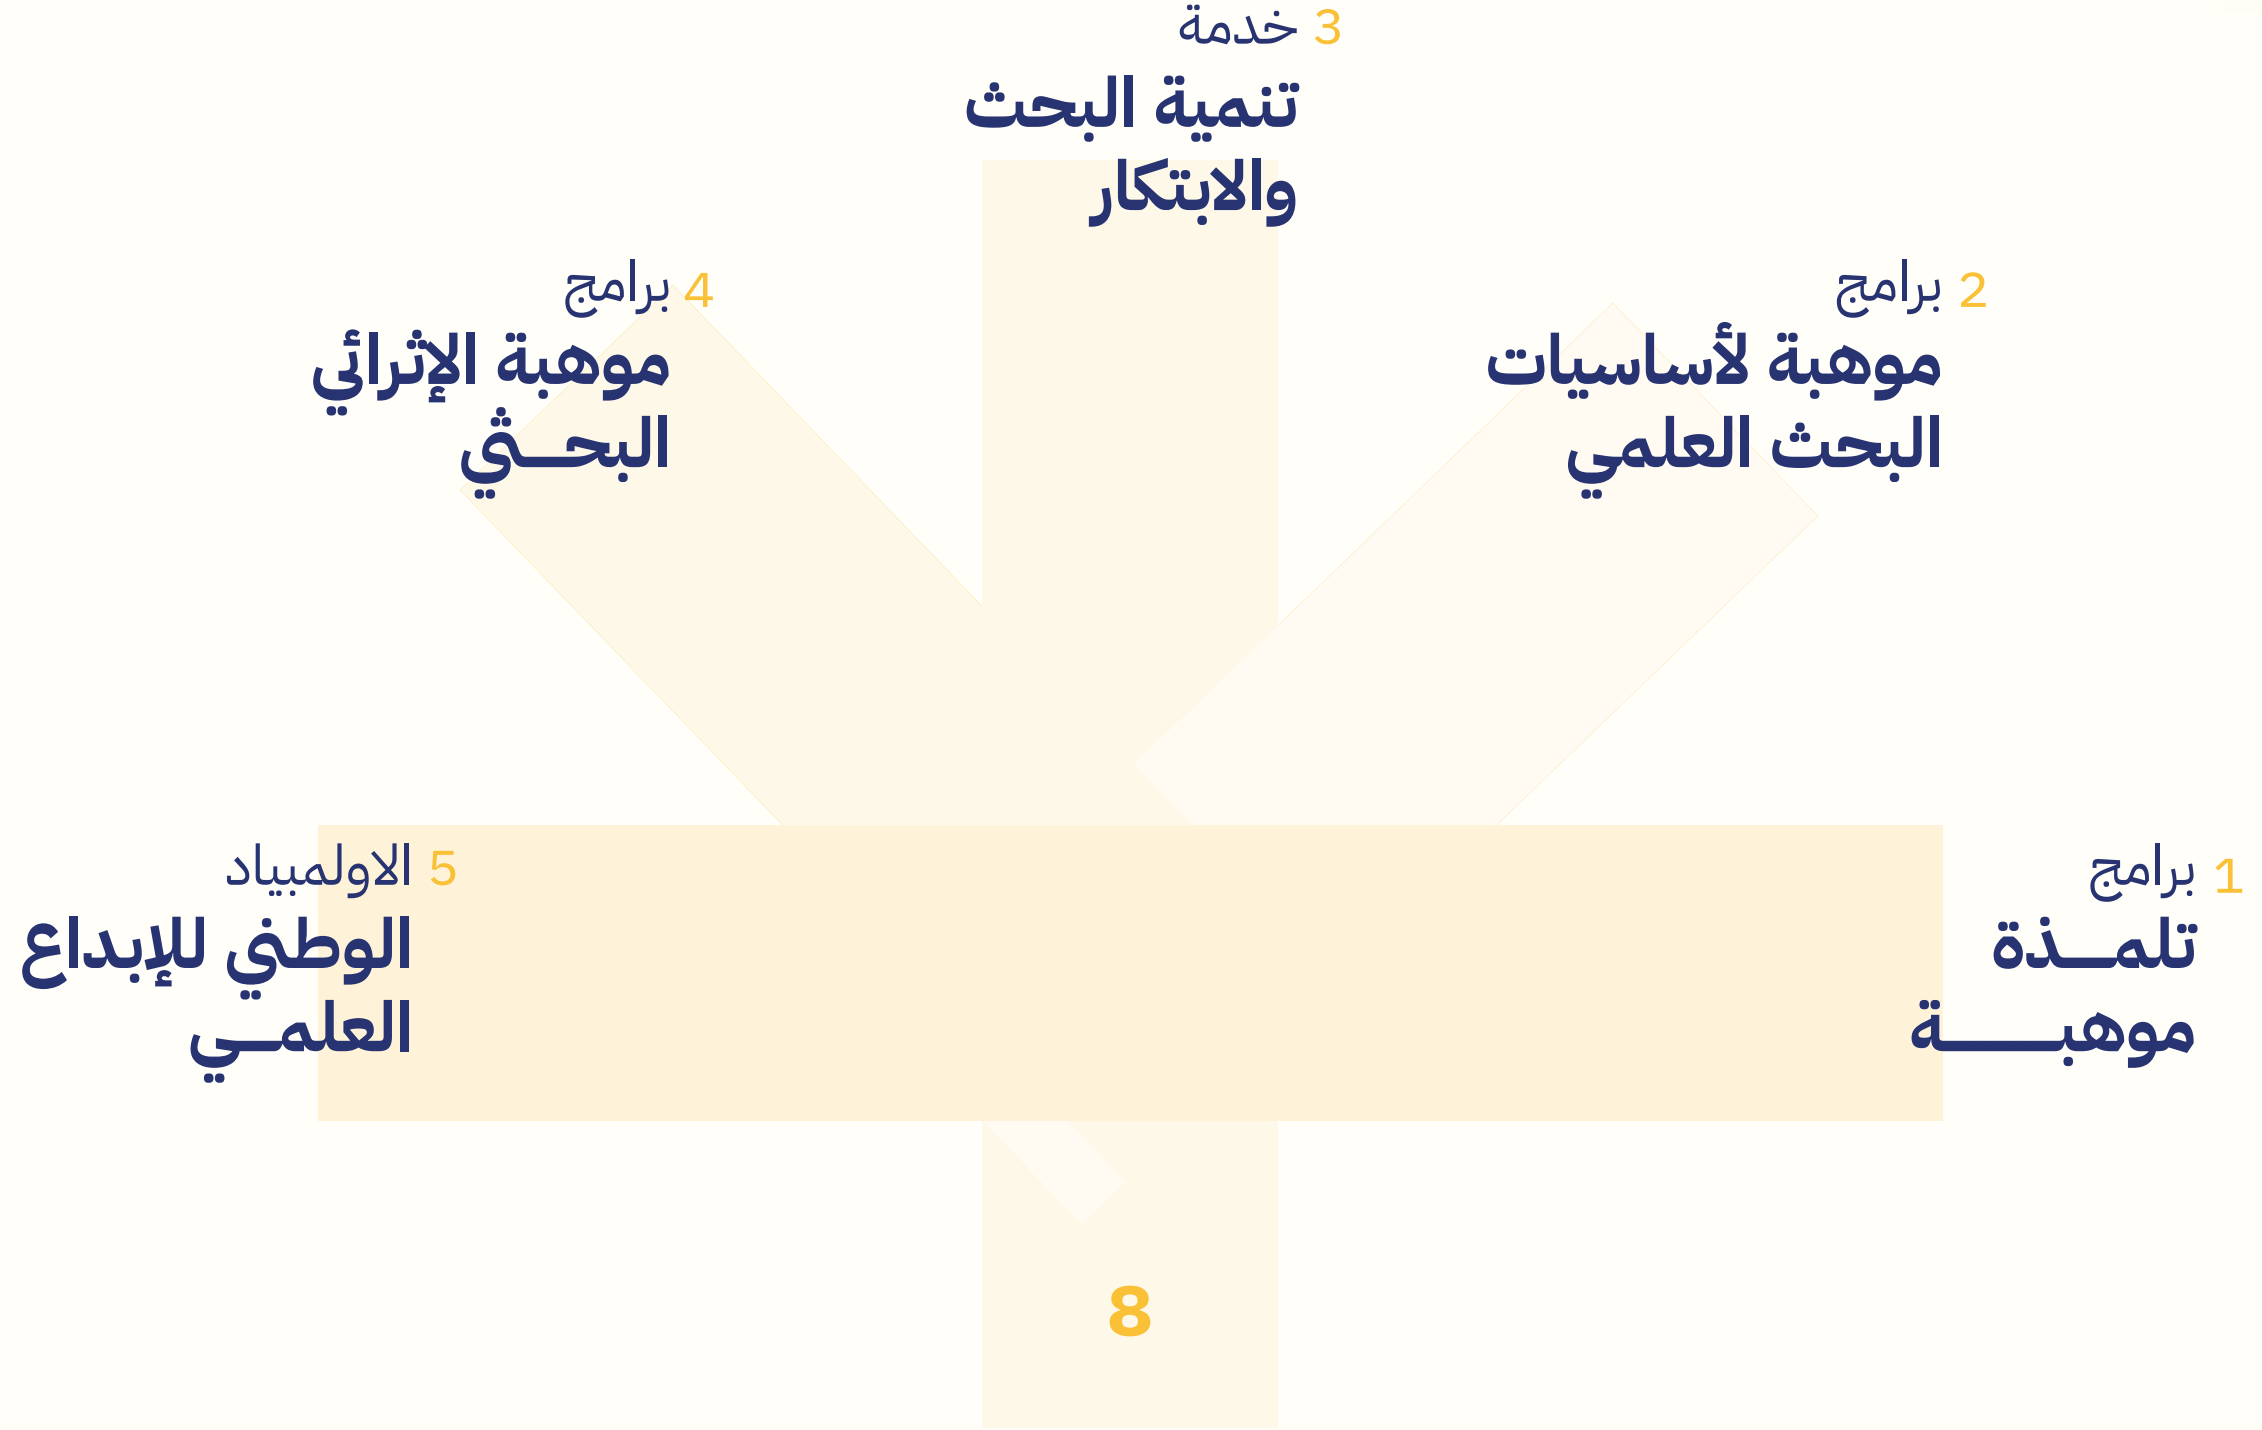 3 خدمة
تنمية البحث
والابتكار
2 برامج
موهبة لأساسيات
البحث العلمي
4 برامج
موهبة الإثرائي
البحـــثي
1 برامج
تلمـــذة
موهبـــــــة
5 الاولمبياد
الوطني للإبداع
العلمـــي
8